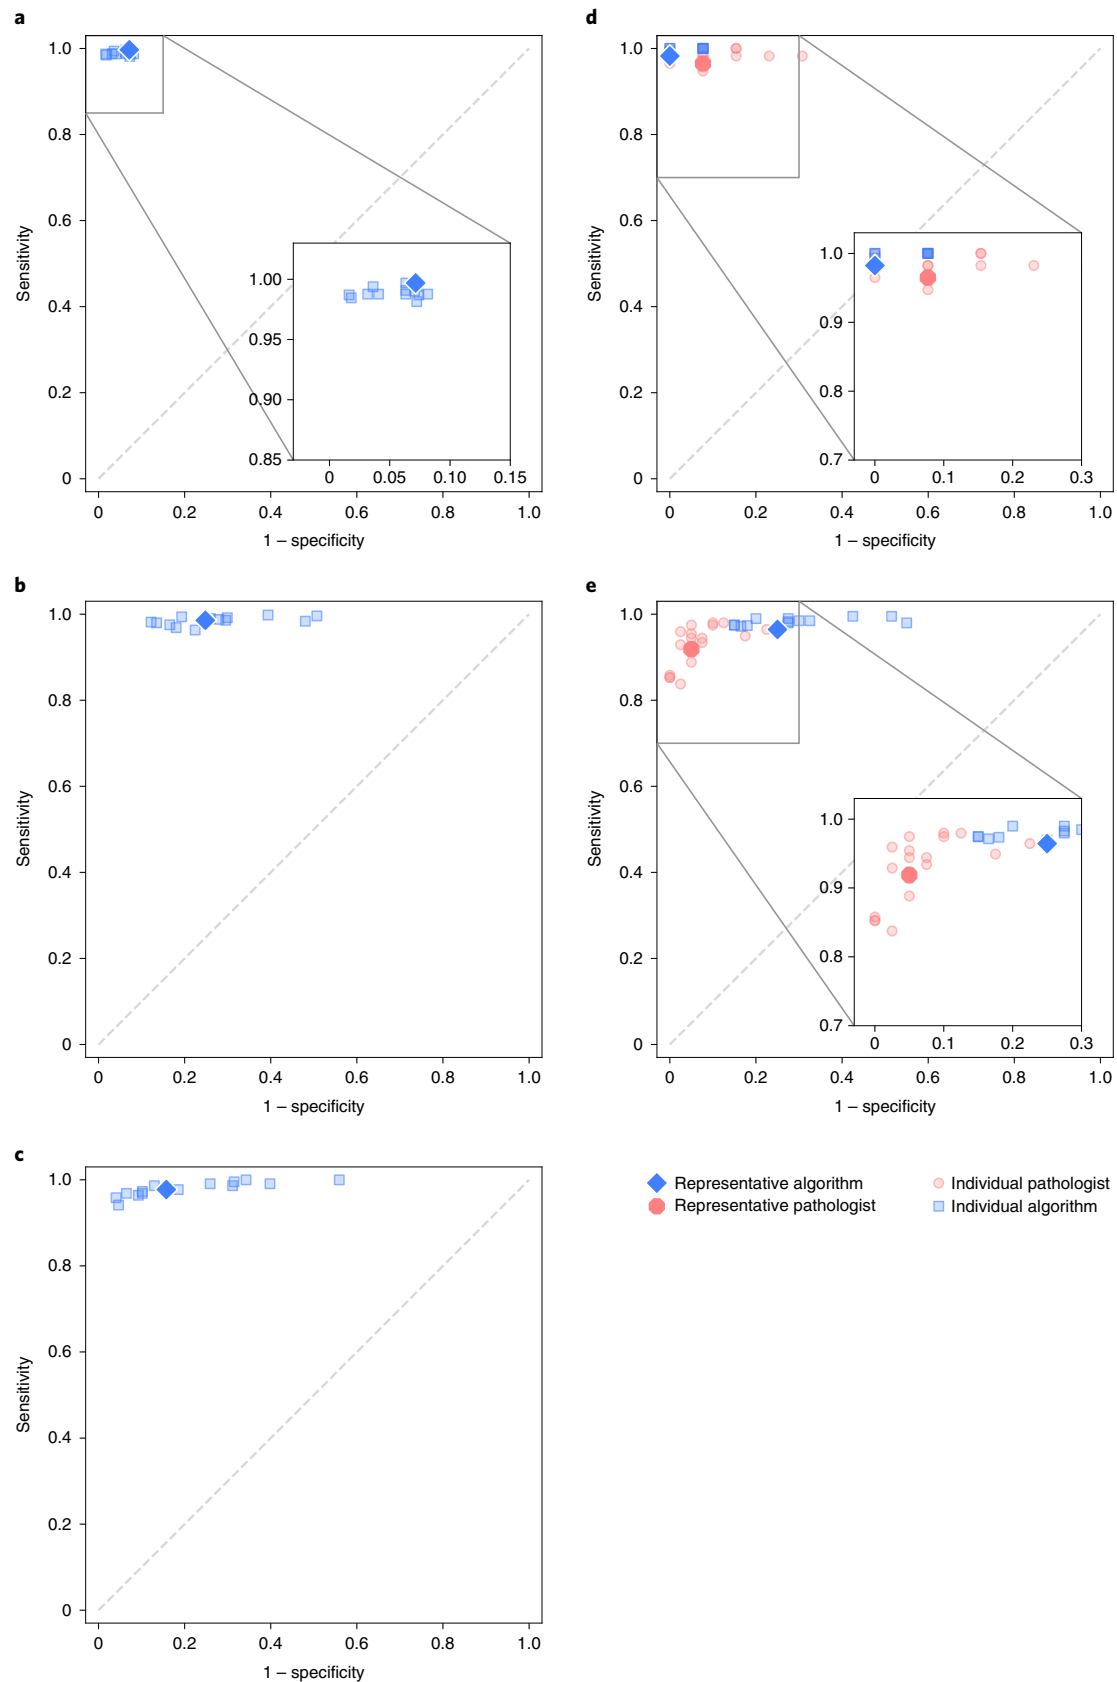 a
1.0
0.8
0.6
0.4
0.2
0
Sensitivity
1.00
0.95
0.90
0.85
0 0.05 0.10 0.15
0 0.2 0.4 0.6 0.8 1.0
1 – specificity
d
1.0
0.8
0.6
0.4
0.2
0
Sensitivity
1.0
0.9
0.8
0.7
0 0.1 0.2 0.3
0 0.2 0.4 0.6 0.8 1.0
1 – specificity
b
1.0
0.8
0.6
0.4
0.2
0
Sensitivity
0 0.2 0.4 0.6 0.8 1.0
1 – specificity
e
1.0
0.8
0.6
0.4
0.2
0
Sensitivity
1.0
0.9
0.8
0.7
0 0.1 0.2 0.3
0 0.2 0.4 0.6 0.8 1.0
1 – specificity
c
1.0
0.8
0.6
0.4
0.2
0
Sensitivity
0 0.2 0.4 0.6 0.8 1.0
1 – specificity
Representative algorithm Individual pathologist
Representative pathologist Individual algorithm